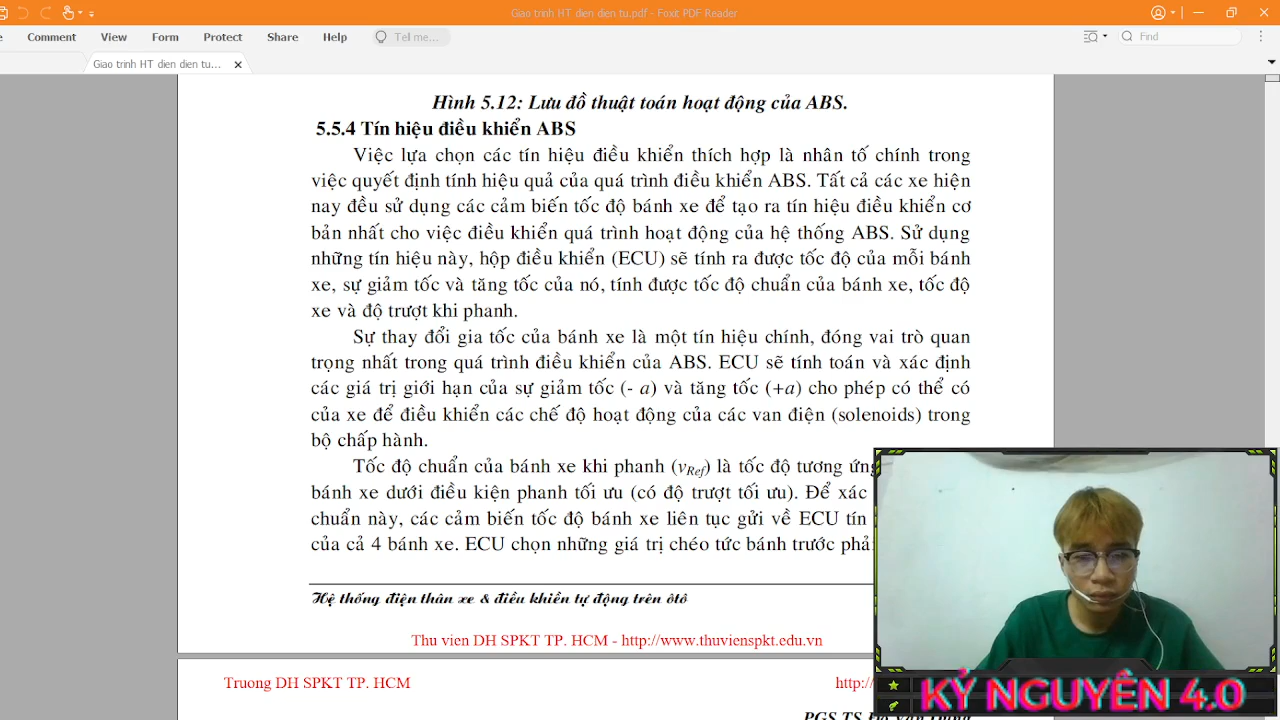 Giao trinh HT dien dien tu.pdf - Foxit PDF Reader
Comment View Form Protect Share Help Tell me... Find
Giao trinh HT dien dien tu...
Hình 5.12: Lưu đồ thuật toán hoạt động của ABS.
5.5.4 Tín hiệu điều khiển ABS
Việc lựa chọn các tín hiệu điều khiển thích hợp là nhân tố chính trong
việc quyết định tính hiệu quả của quá trình điều khiển ABS. Tất cả các xe hiện
nay đều sử dụng các cảm biến tốc độ bánh xe để tạo ra tín hiệu điều khiển cơ
bản nhất cho việc điều khiển quá trình hoạt động của hệ thống ABS. Sử dụng
những tín hiệu này, hộp điều khiển (ECU) sẽ tính ra được tốc độ của mỗi bánh
xe, sự giảm tốc và tăng tốc của nó, tính được tốc độ chuẩn của bánh xe, tốc độ
xe và độ trượt khi phanh.
Sự thay đổi gia tốc của bánh xe là một tín hiệu chính, đóng vai trò quan
trọng nhất trong quá trình điều khiển của ABS. ECU sẽ tính toán và xác định
các giá trị giới hạn của sự giảm tốc (- a) và tăng tốc (+a) cho phép có thể có
của xe để điều khiển các chế độ hoạt động của các van điện (solenoids) trong
bộ chấp hành.
Tốc độ chuẩn của bánh xe khi phanh (vRef) là tốc độ tương ứng
bánh xe dưới điều kiện phanh tối ưu (có độ trượt tối ưu). Để xác
chuẩn này, các cảm biến tốc độ bánh xe liên tục gửi về ECU tín
của cả 4 bánh xe. ECU chọn những giá trị chéo tức bánh trước phải
Hệ thống điện thân xe & điều khiển tự động trên ôtô
Thu vien DH SPKT TP. HCM - http://www.thuvienspkt.edu.vn
Truong DH SPKT TP. HCM http:/
KỶ NGUYÊN 4.0